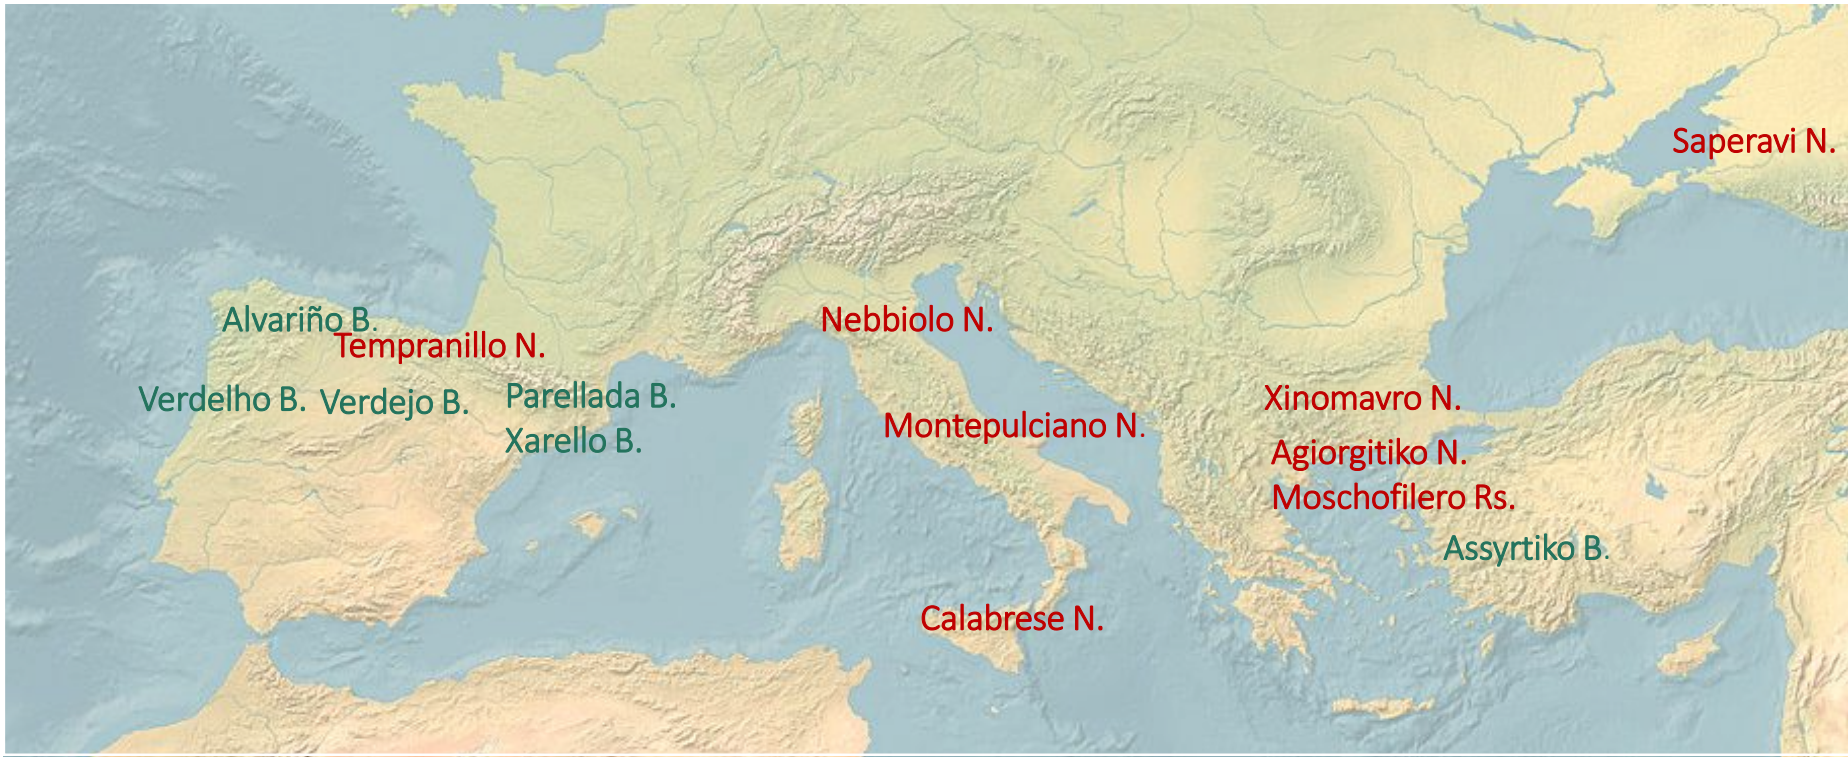 Saperavi N.
Alvariño B.
Tempranillo N.
Nebbiolo N.
Verdelho B.
Verdejo B.
Parellada B.
Xarello B.
Montepulciano N.
Xinomavro N.
Agiorgitiko N.
Moschofilero Rs.
Assyrtiko B.
Calabrese N.